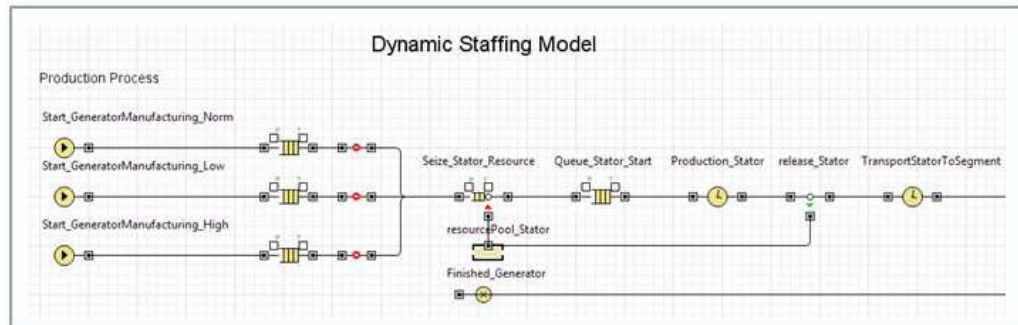 Dynamic Staffing Model
Production Process
Start_GeneratorManufacturing_Norm
Start_GeneratorManufacturing_Low
Seize_Stator_Resource
Queue_Stator_Start
Production_Stator
release_Stator
TransportStatorToSegment
Start_GeneratorManufacturing_High
resourcePool_Stator
Finished_Generator